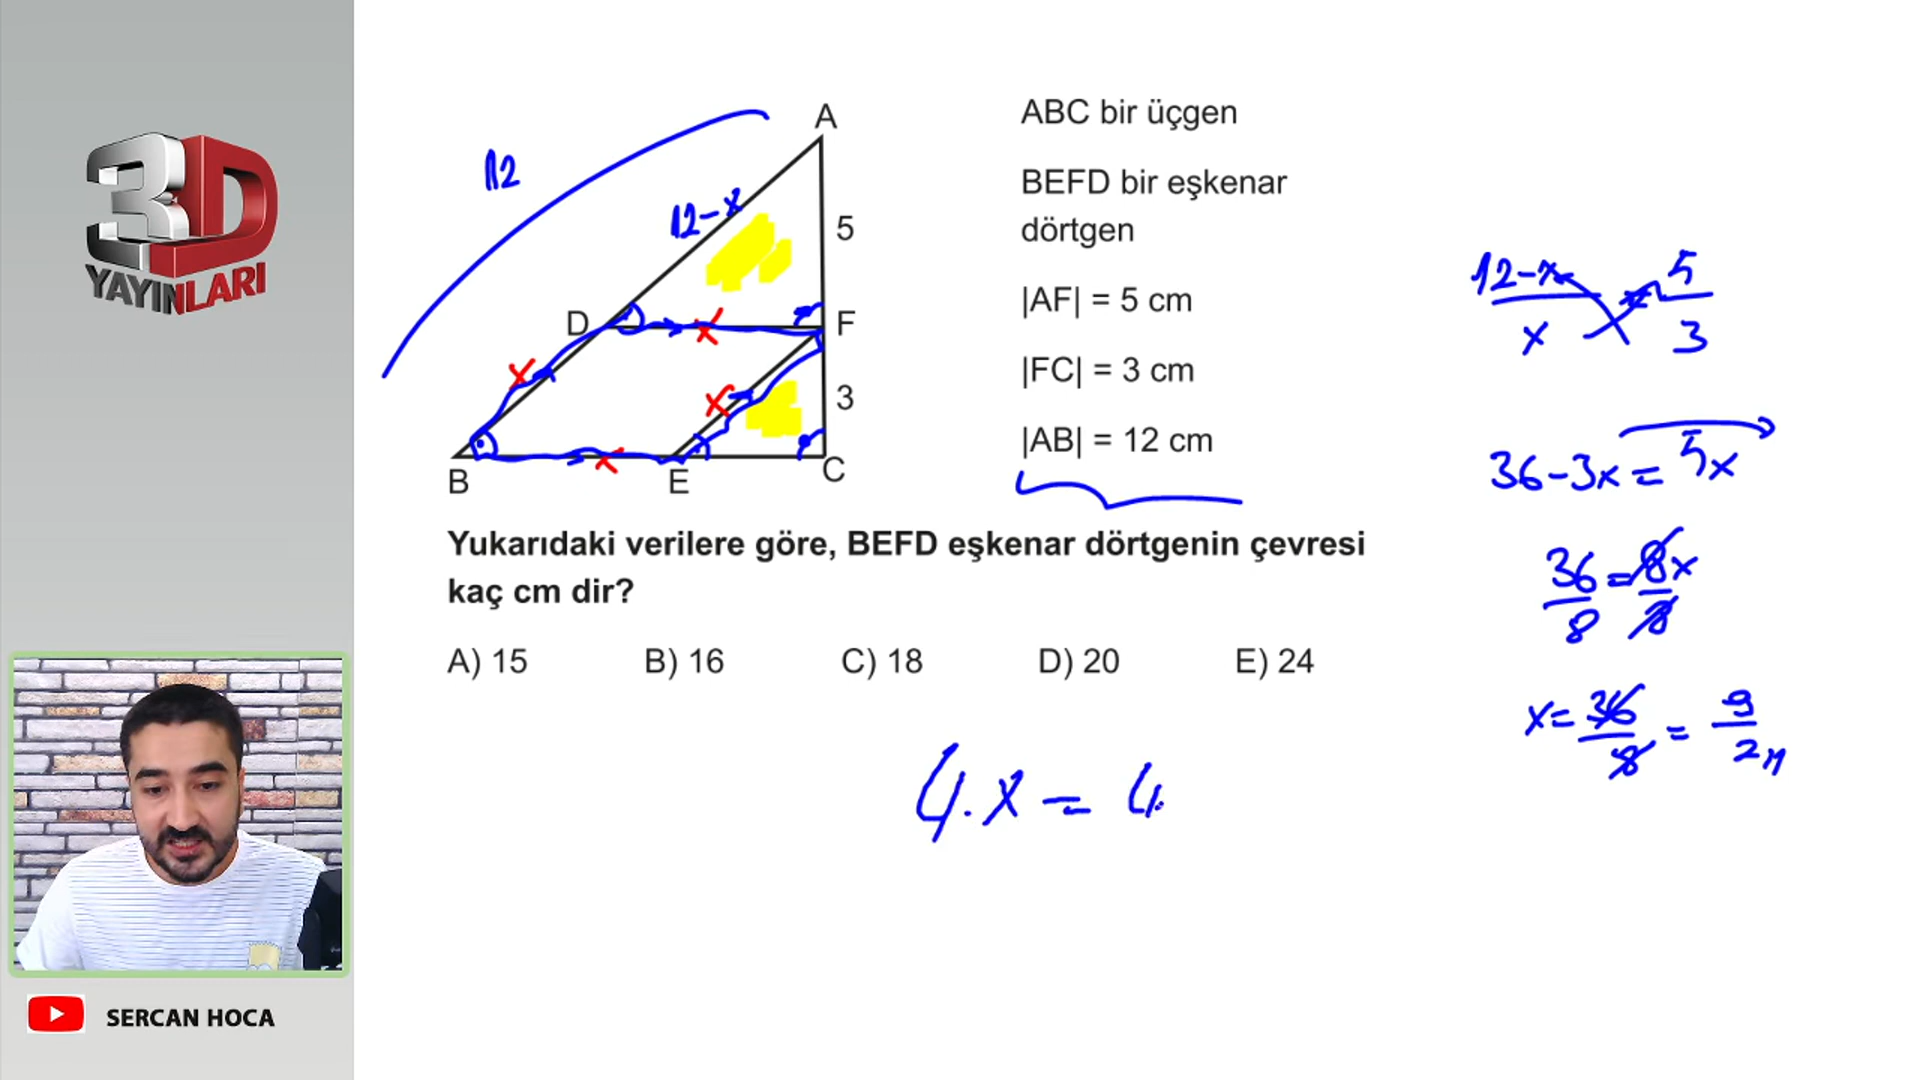 3D
YAYINLARI
12
A
12-x
5
D
x
F
x
x
3
B
x
E
C
ABC bir üçgen
BEFD bir eşkenar
dörtgen
|AF| = 5 cm
|FC| = 3 cm
|AB| = 12 cm
Yukarıdaki verilere göre, BEFD eşkenar dörtgenin çevresi
kaç cm dir?
A) 15 B) 16 C) 18 D) 20 E) 24
12-x/x = 5/3
36-3x = 5x
36/8 = 8x/8
x = 36/8 = 9/2
4.x = 4.
SERCAN HOCA